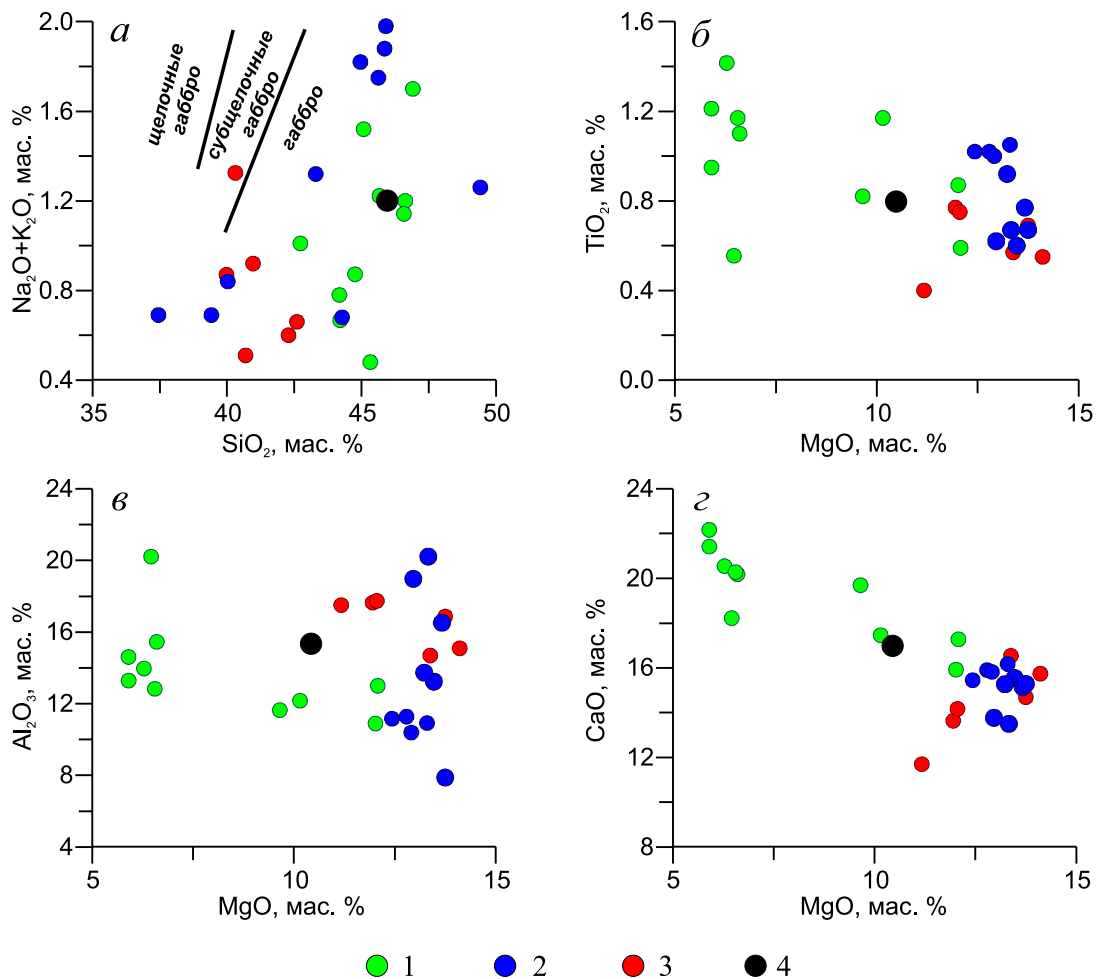 а
2.0
1.6
1.2
0.8
0.4
Na₂O+K₂O, мас. %
щелочные
габбро
субщелочные
габбро
габбро
35
40
45
50
SiO₂, мас. %
б
1.6
1.2
0.8
0.4
0.0
TiO₂, мас. %
5
10
15
MgO, мас. %
в
24
20
16
12
8
4
Al₂O₃, мас. %
5
10
15
MgO, мас. %
г
24
20
16
12
8
CaO, мас. %
5
10
15
MgO, мас. %
1
2
3
4